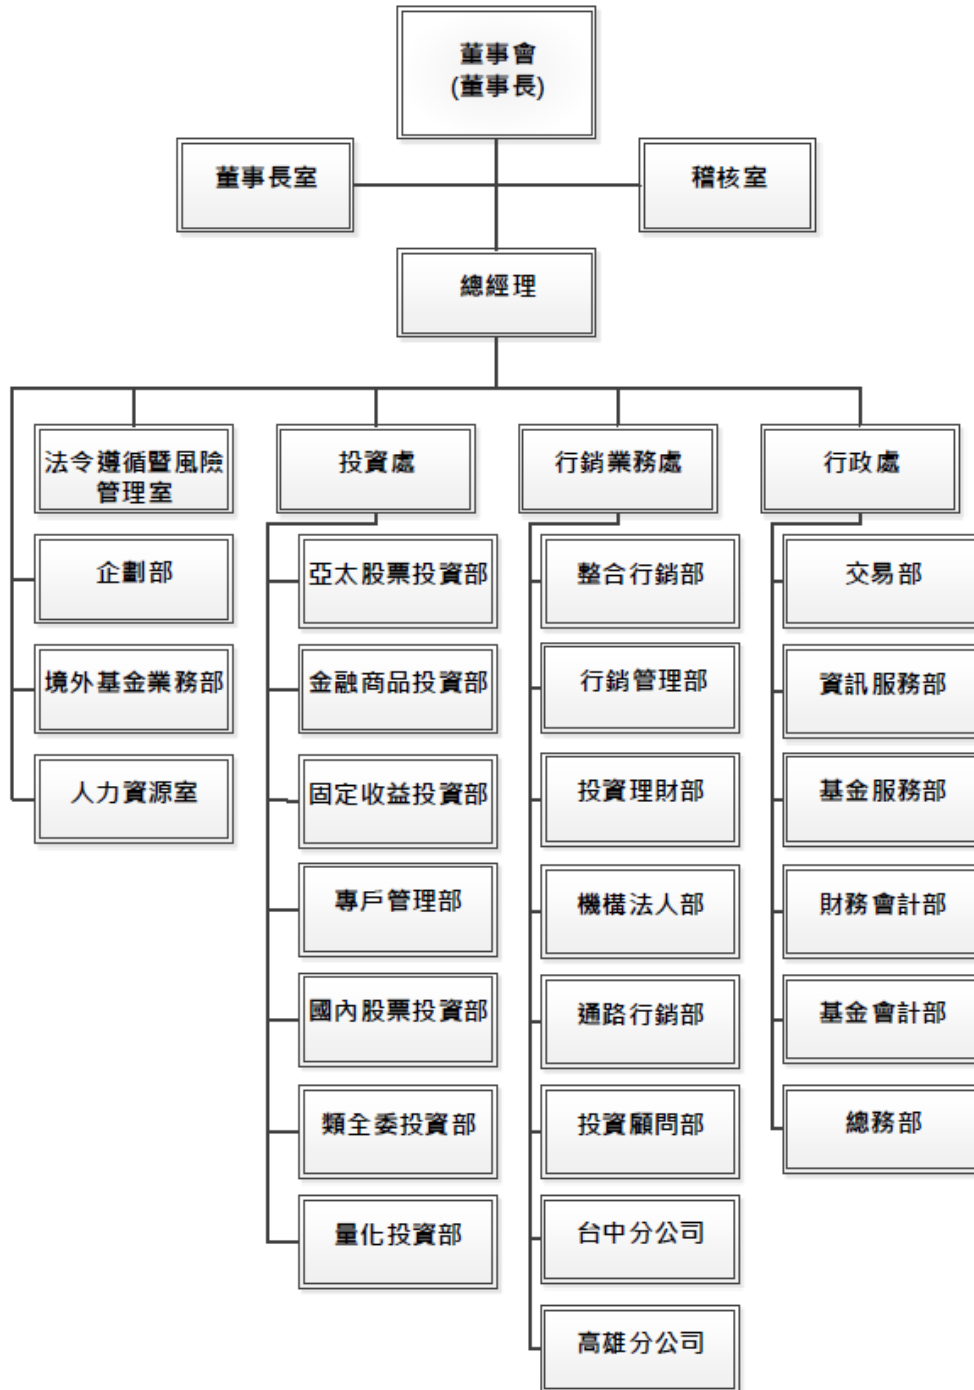 董事會
(董事長)
董事長室
稽核室
總經理
法令遵循暨風險
管理室
企劃部
境外基金業務部
人力資源室
投資處
亞太股票投資部
金融商品投資部
固定收益投資部
專戶管理部
國內股票投資部
類全委投資部
量化投資部
行銷業務處
整合行銷部
行銷管理部
投資理財部
機構法人部
通路行銷部
投資顧問部
台中分公司
高雄分公司
行政處
交易部
資訊服務部
基金服務部
財務會計部
基金會計部
總務部